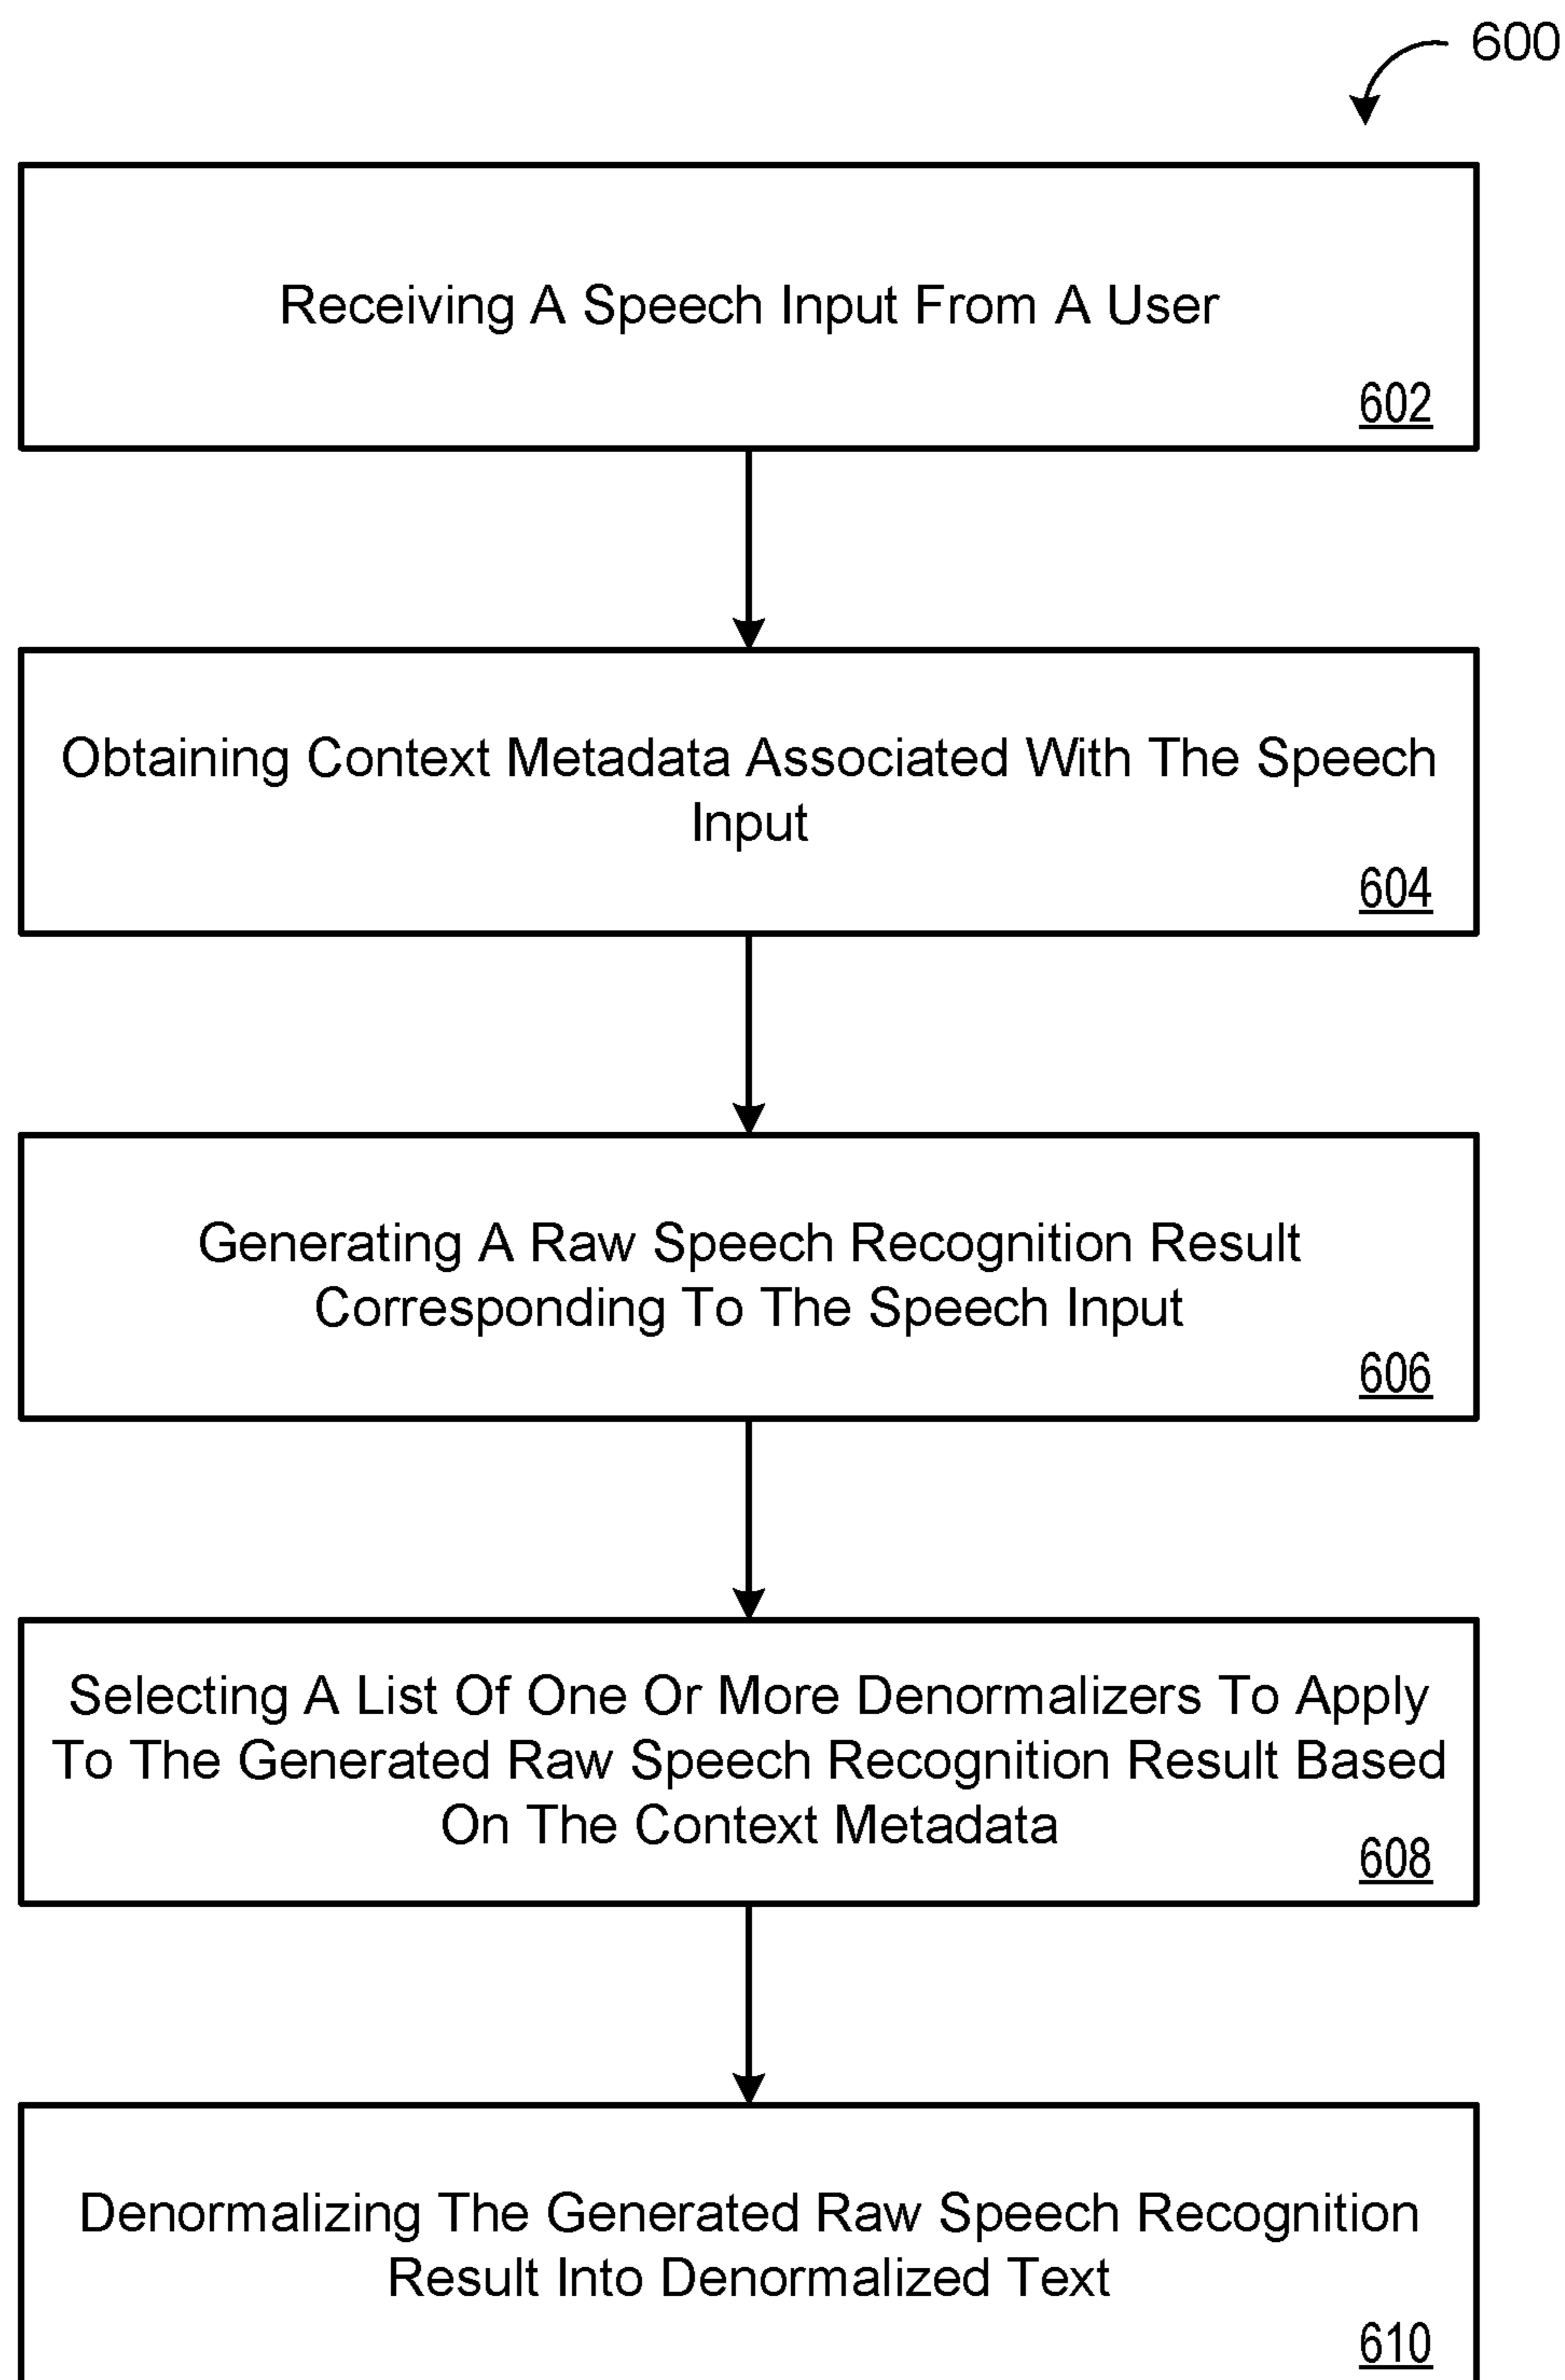 600
Receiving A Speech Input From A User
602
Obtaining Context Metadata Associated With The Speech
Input
604
Generating A Raw Speech Recognition Result
Corresponding To The Speech Input
606
Selecting A List Of One Or More Denormalizers To Apply
To The Generated Raw Speech Recognition Result Based
On The Context Metadata
608
Denormalizing The Generated Raw Speech Recognition
Result Into Denormalized Text
610